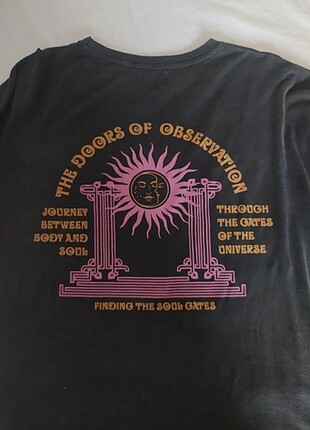 THE DOORS OF OBSERVATION
JOURNEY
BETWEEN
BODY AND
SOUL
THROUGH
THE GATES
OF THE
UNIVERSE
FINDING THE SOUL GATES